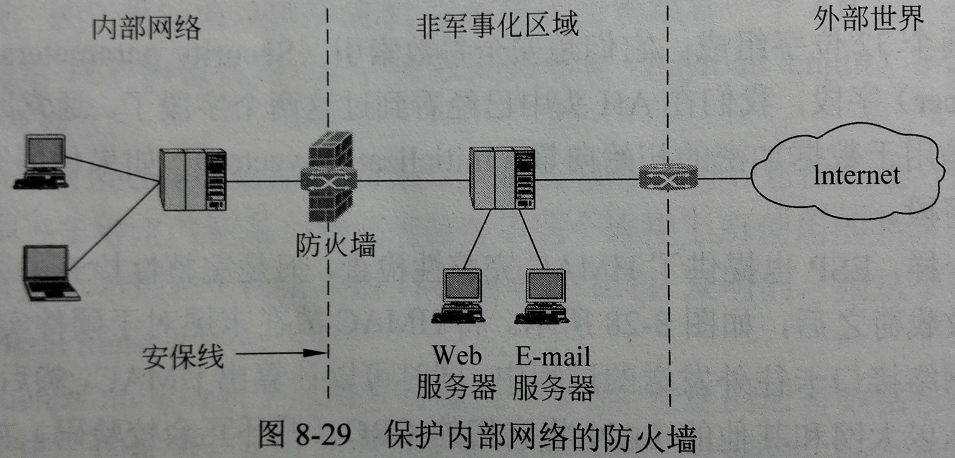 内部网络
非军事化区域
外部世界
Internet
防火墙
安保线
Web
服务器
E-mail
服务器
图 8-29 保护内部网络的防火墙